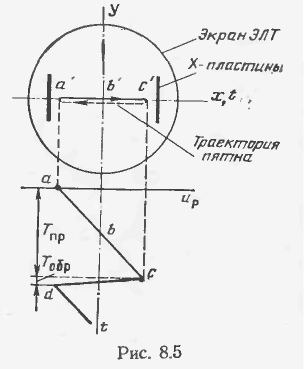 У
Экран ЭЛТ
X-пластины
a' b' c'
x, t
Траектория
пятна
a
u_p
T_пр
b
T_обр
c
d
t
Рис. 8.5